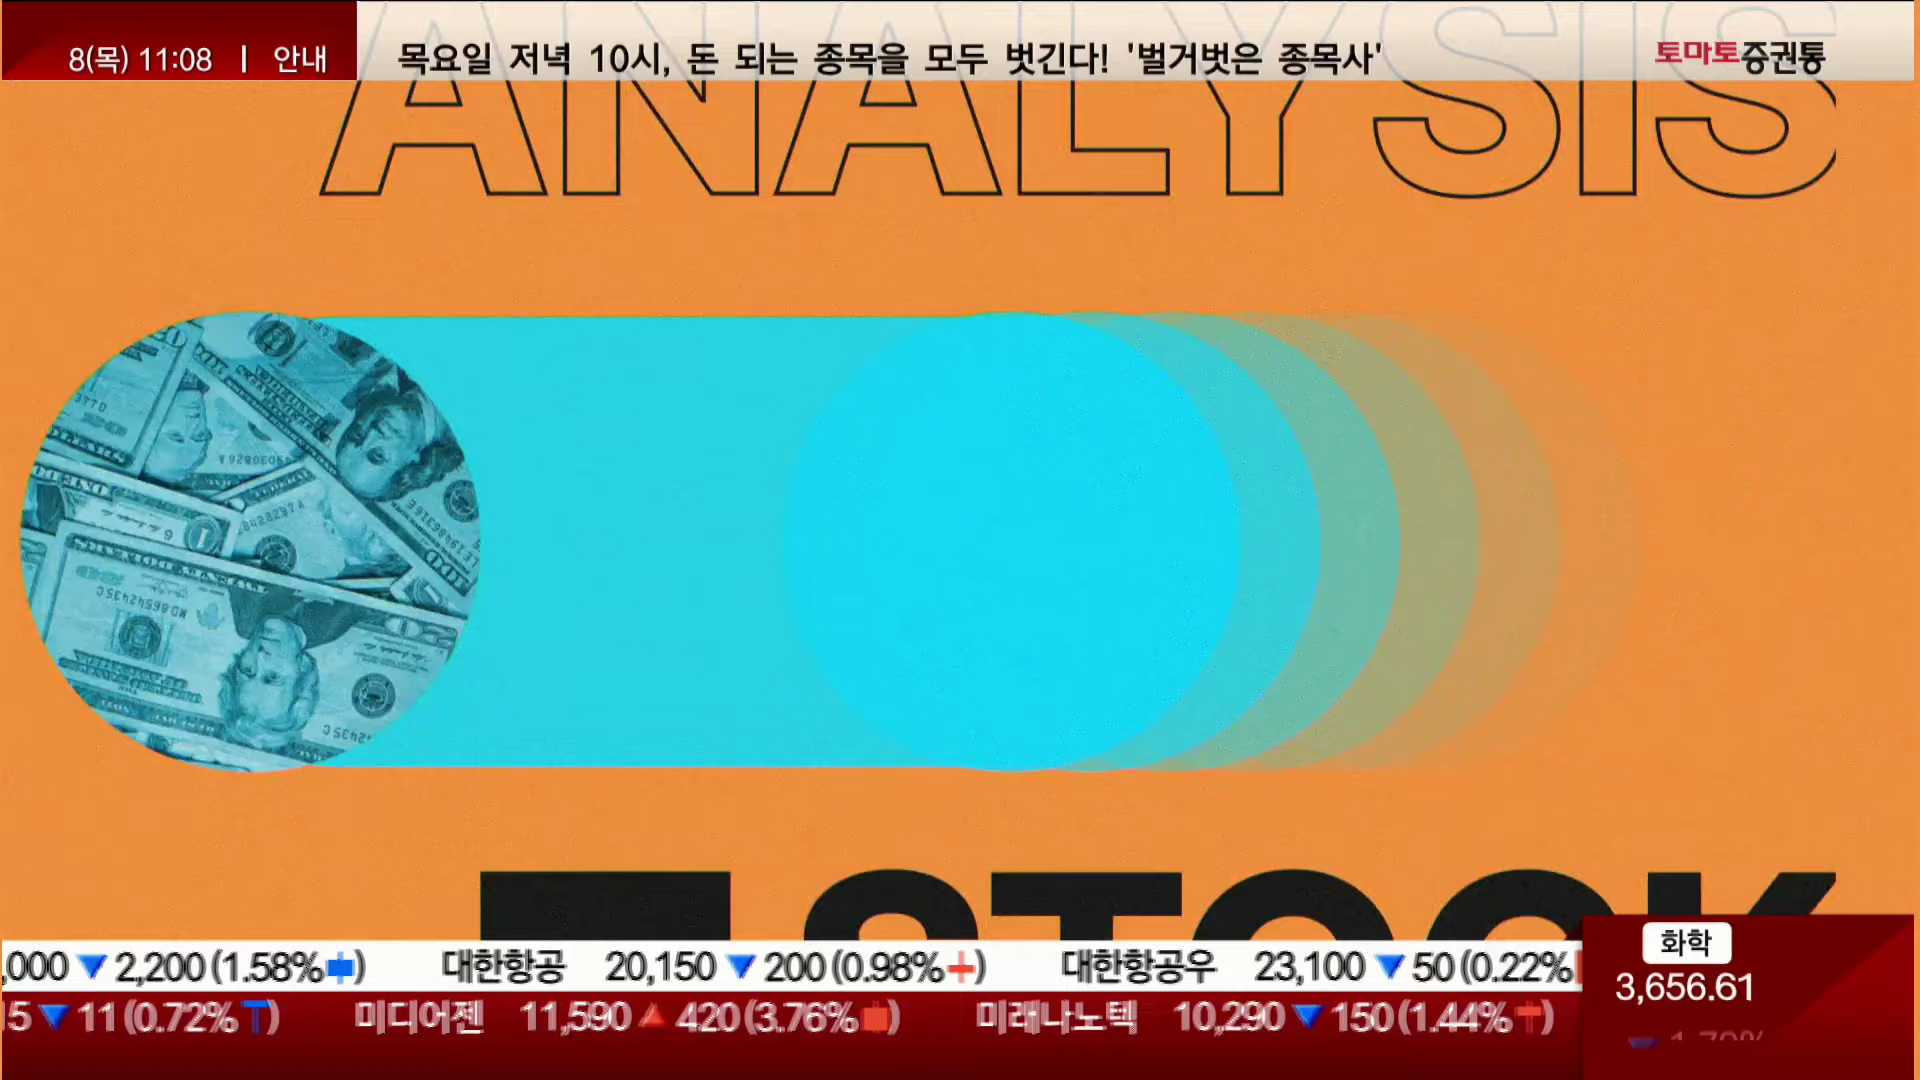 8(목) 11:08 | 안내
목요일 저녁 10시, 돈 되는 종목을 모두 벗긴다! '벌거벗은 종목사'
토마토증권통
ANALYSIS
STOCK
,000 ▼ 2,200 (1.58%) 대한항공 20,150 ▼ 200 (0.98%) 대한항공우 23,100 ▼ 50 (0.22%
15 ▼ 11 (0.72%) 미디어젠 11,590 ▲ 420 (3.76%) 미래나노텍 10,290 ▼ 150 (1.44%)
화학
3,656.61